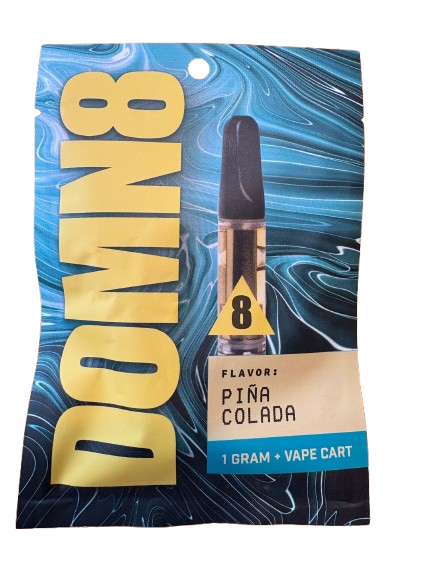 DOMN8
8
FLAVOR:
PIÑA
COLADA
1 GRAM + VAPE CART